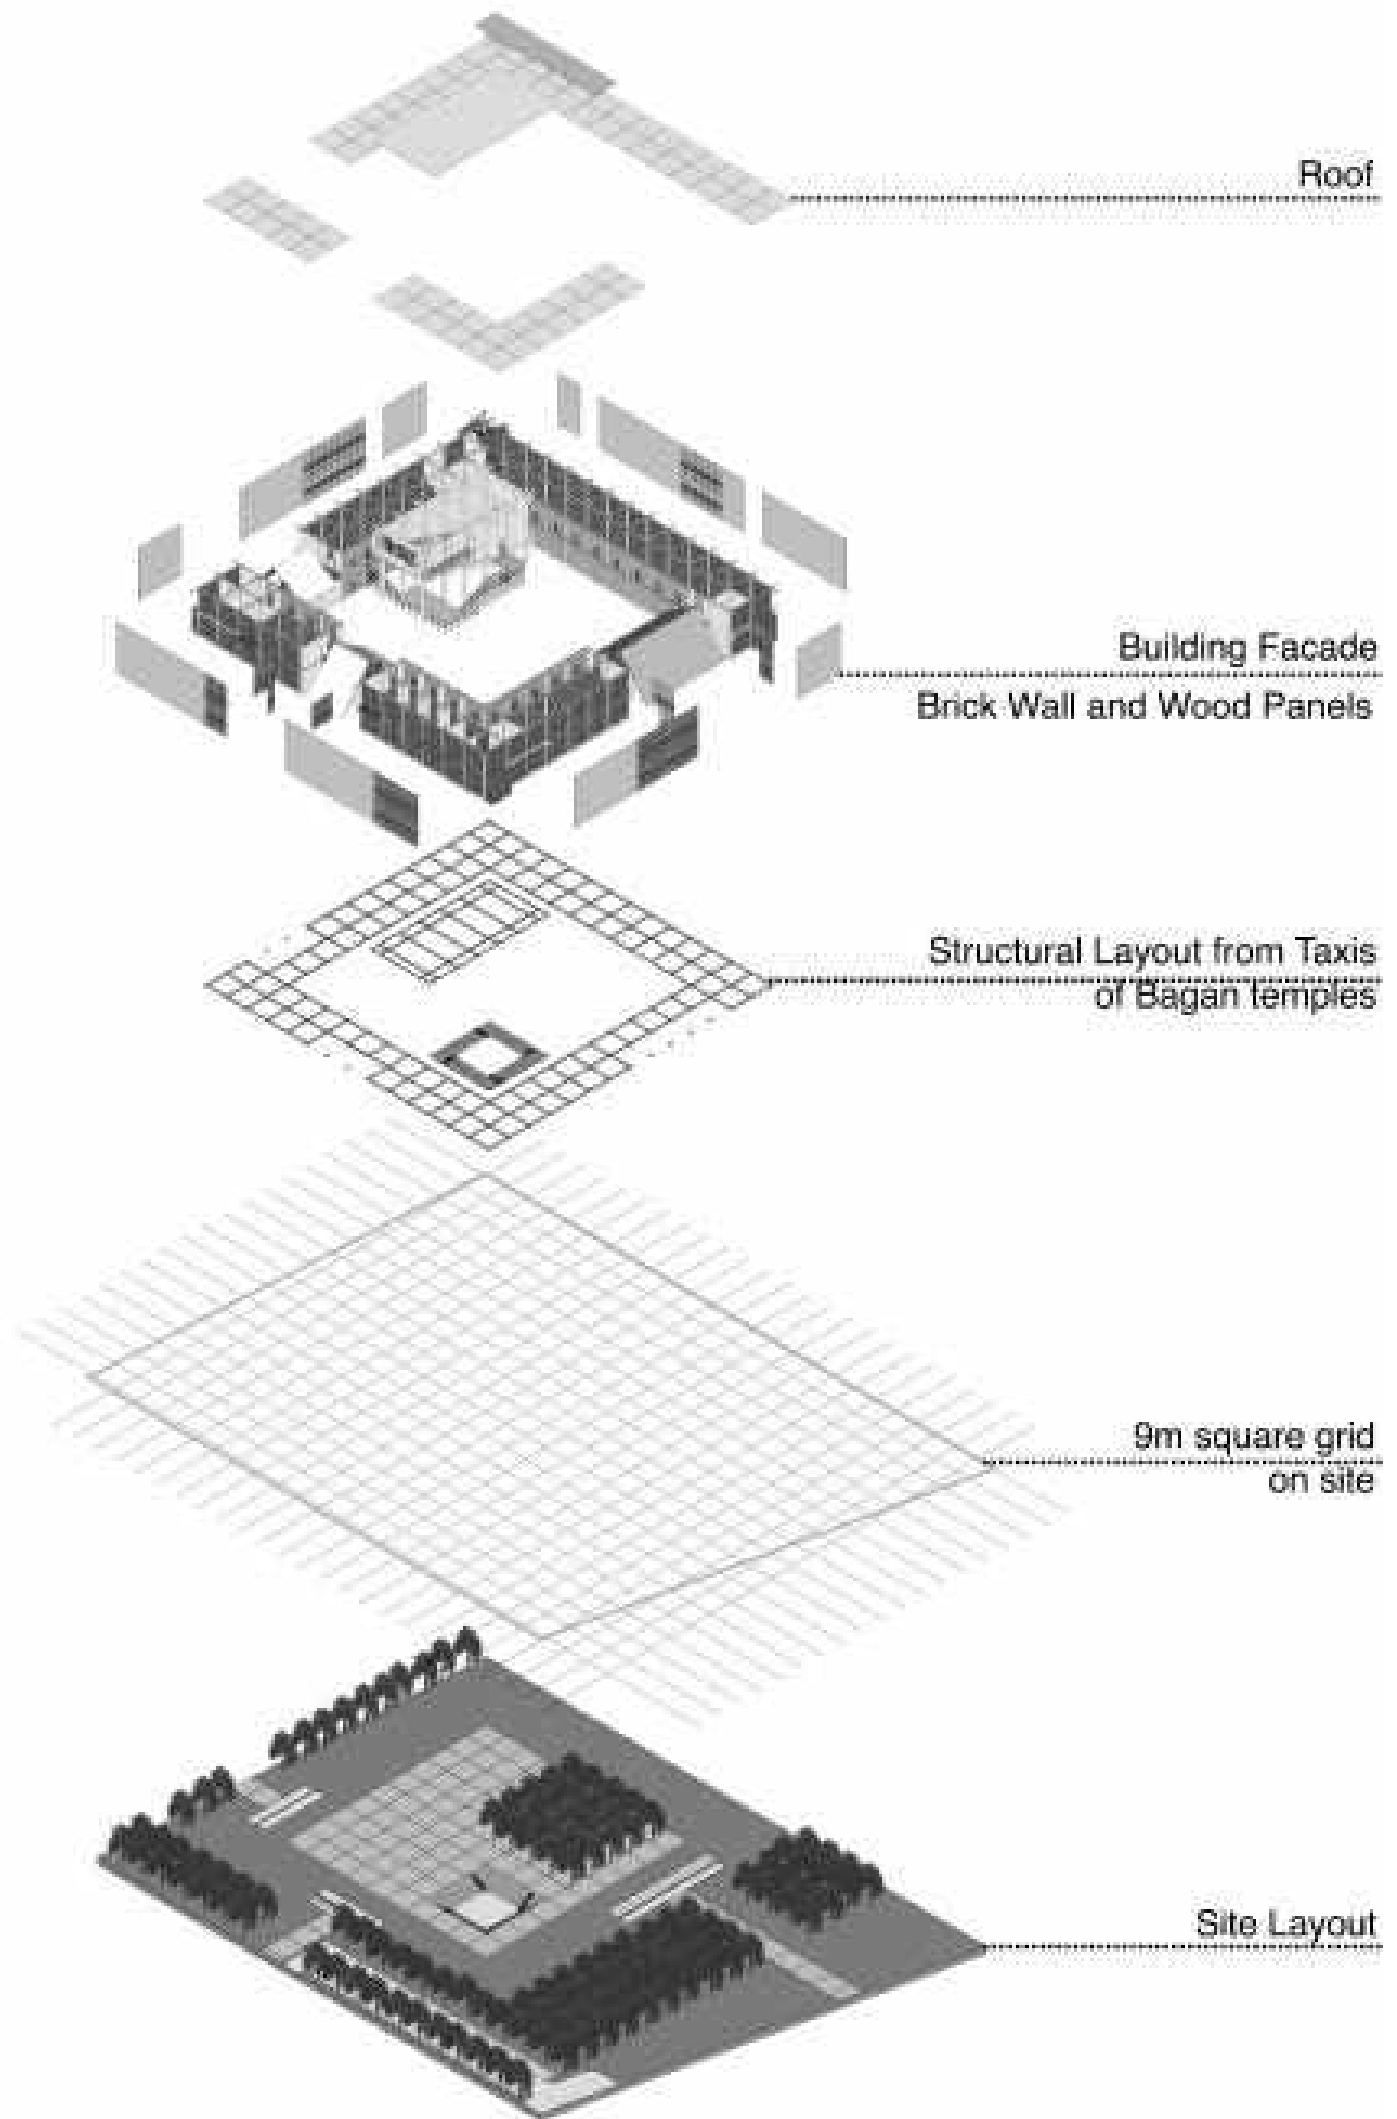 Roof
Building Facade
Brick Wall and Wood Panels
Structural Layout from Taxis
of Bagan temples
9m square grid
on site
Site Layout